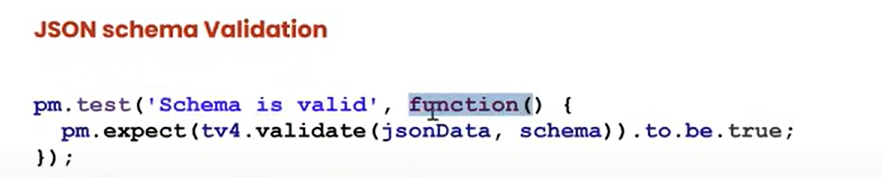 JSON schema Validation
pm.test('Schema is valid', function() {
pm.expect(tv4.validate(jsonData, schema)).to.be.true;
});